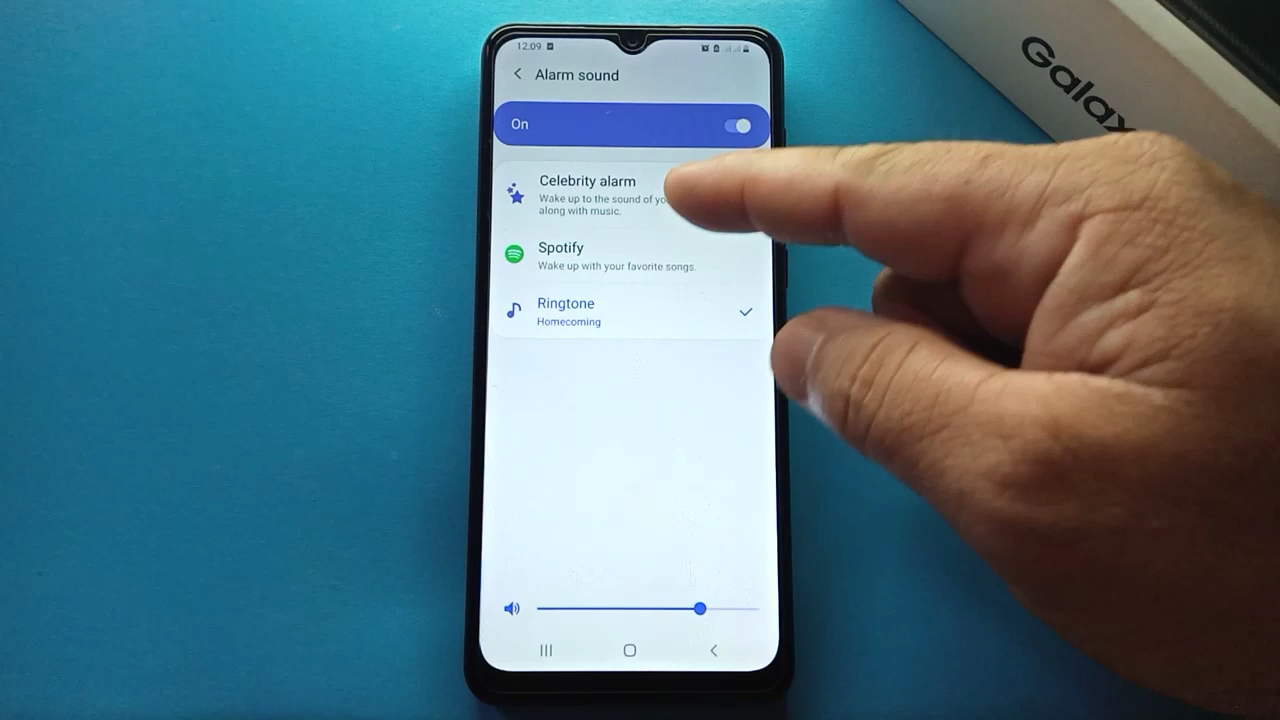 12.09
Alarm sound
On
Celebrity alarm
Wake up to the sound of
along with music.
Spotify
Wake up with your favorite songs.
Ringtone
Homecoming
Galax